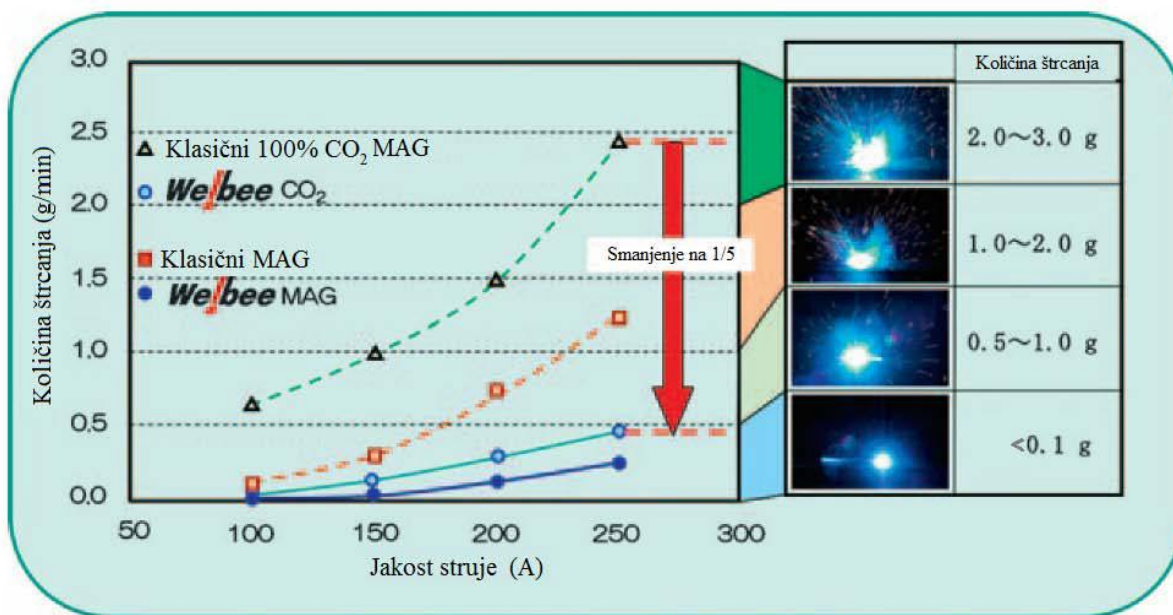 Količina štrcanja (g/min)
3.0
2.5
2.0
1.5
1.0
0.5
0.0
Klasični 100% CO₂ MAG
Welbee CO₂
Klasični MAG
Welbee MAG
Smanjenje na 1/5
50 100 150 200 250 300
Jakost struje (A)
Količina štrcanja
2.0~3.0 g
1.0~2.0 g
0.5~1.0 g
<0.1 g